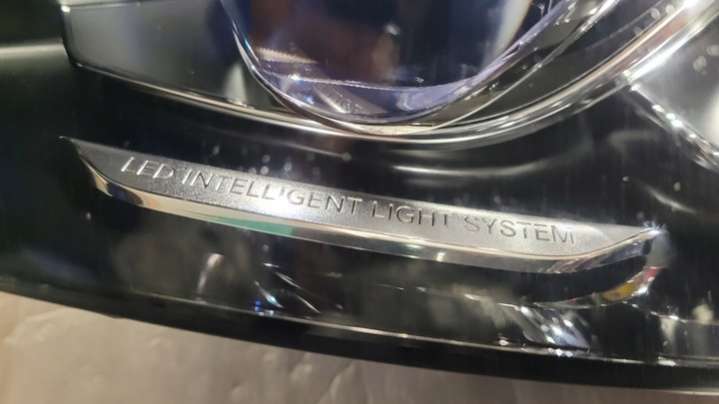 LED INTELLIGENT LIGHT SYSTEM